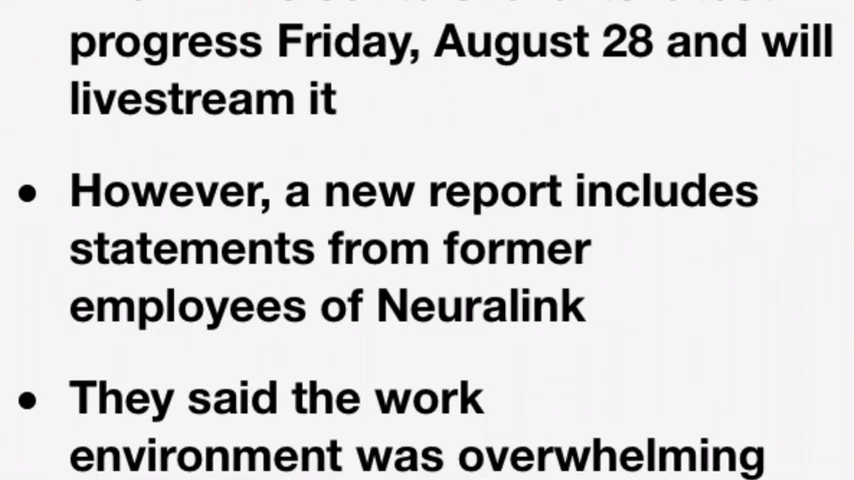 progress Friday, August 28 and will
livestream it
• However, a new report includes
statements from former
employees of Neuralink
• They said the work
environment was overwhelming